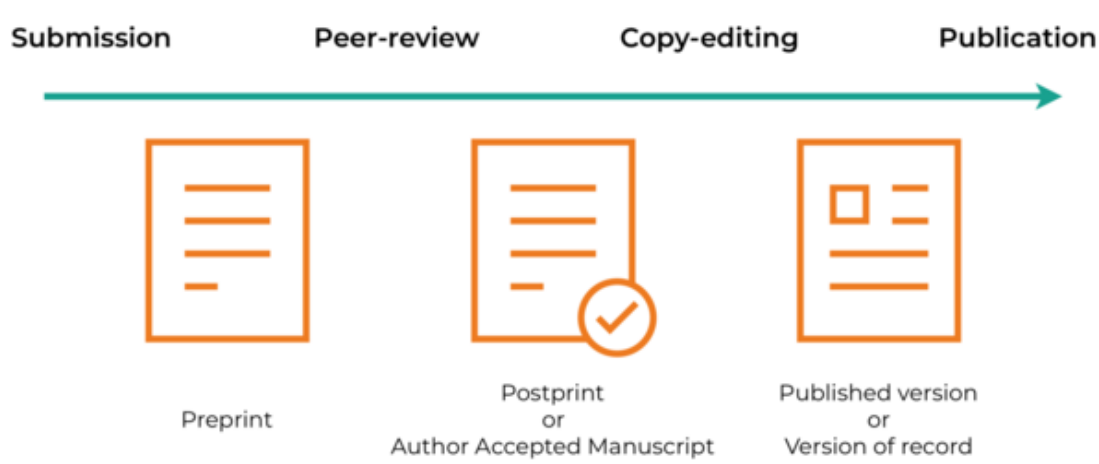 Submission Peer-review Copy-editing Publication
Preprint
Postprint
or
Author Accepted Manuscript
Published version
or
Version of record